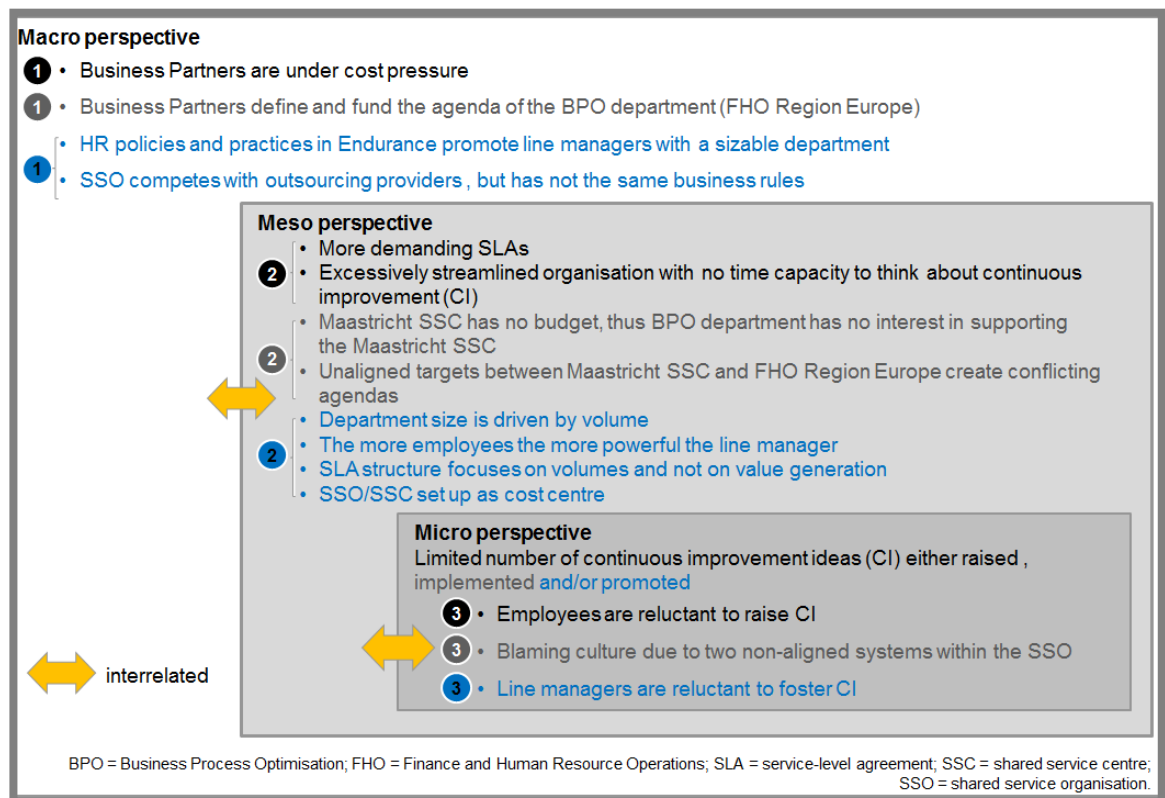 Macro perspective
1 • Business Partners are under cost pressure
1 • Business Partners define and fund the agenda of the BPO department (FHO Region Europe)
• HR policies and practices in Endurance promote line managers with a sizable department
1
• SSO competes with outsourcing providers , but has not the same business rules
Meso perspective
• More demanding SLAs
2 • Excessively streamlined organisation with no time capacity to think about continuous
improvement (CI)
• Maastricht SSC has no budget, thus BPO department has no interest in supporting
the Maastricht SSC
2
• Unaligned targets between Maastricht SSC and FHO Region Europe create conflicting
agendas
• Department size is driven by volume
• The more employees the more powerful the line manager
2
• SLA structure focuses on volumes and not on value generation
• SSO/SSC set up as cost centre
Micro perspective
Limited number of continuous improvement ideas (CI) either raised ,
implemented and/or promoted
3 • Employees are reluctant to raise CI
3 • Blaming culture due to two non-aligned systems within the SSO
3 • Line managers are reluctant to foster CI
interrelated
BPO = Business Process Optimisation; FHO = Finance and Human Resource Operations; SLA = service-level agreement; SSC = shared service centre;
SSO = shared service organisation.